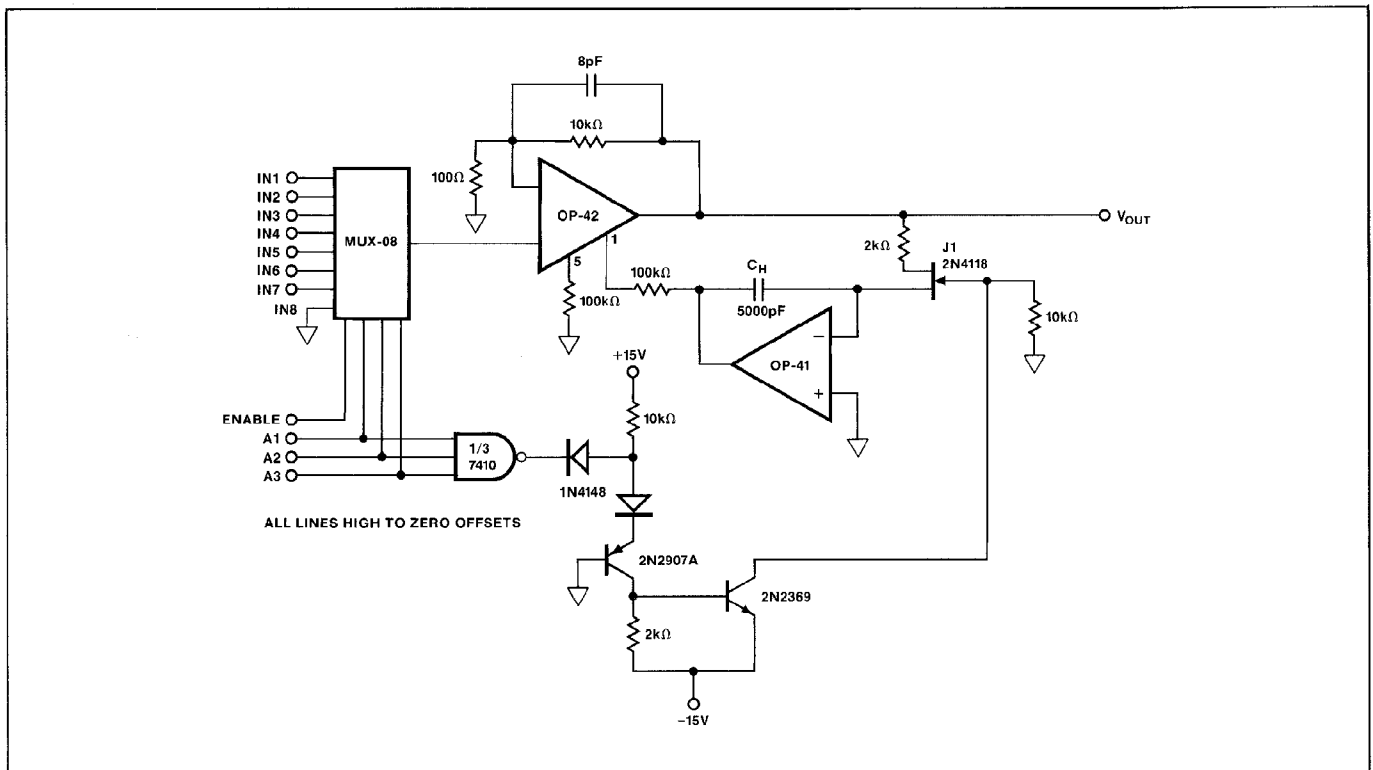 8pF
10kΩ
100Ω
IN1
IN2
IN3
IN4
IN5
IN6
IN7
IN8
MUX-08
OP-42
1
5
100kΩ
100kΩ
CH
5000pF
2kΩ
J1
2N4118
VOUT
10kΩ
OP-41
−
+
+15V
10kΩ
ENABLE
A1
A2
A3
1/3
7410
1N4148
ALL LINES HIGH TO ZERO OFFSETS
2N2907A
2N2369
2kΩ
−15V